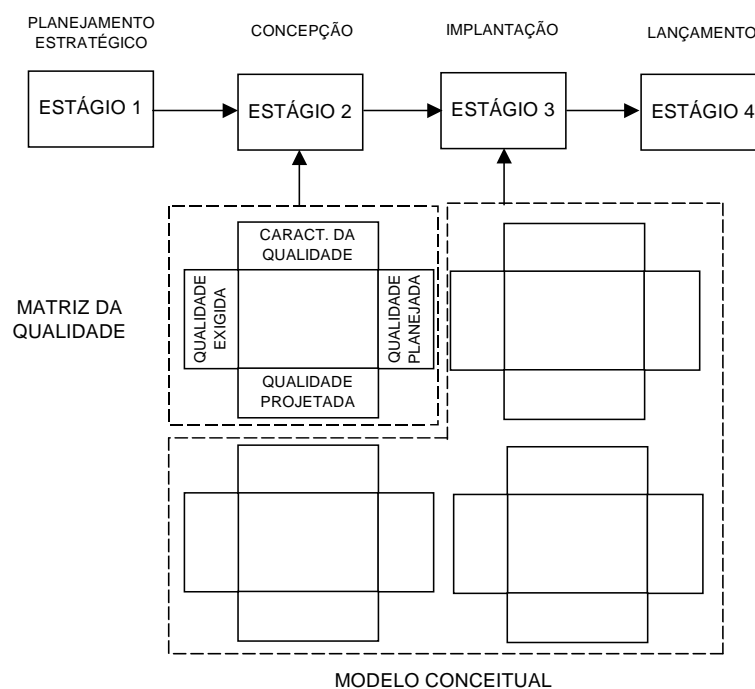 PLANEJAMENTO
ESTRATÉGICO
CONCEPÇÃO
IMPLANTAÇÃO
LANÇAMENTO
ESTÁGIO 1
ESTÁGIO 2
ESTÁGIO 3
ESTÁGIO 4
CARACT. DA
QUALIDADE
MATRIZ DA
QUALIDADE
QUALIDADE
EXIGIDA
QUALIDADE
PLANEJADA
QUALIDADE
PROJETADA
MODELO CONCEITUAL